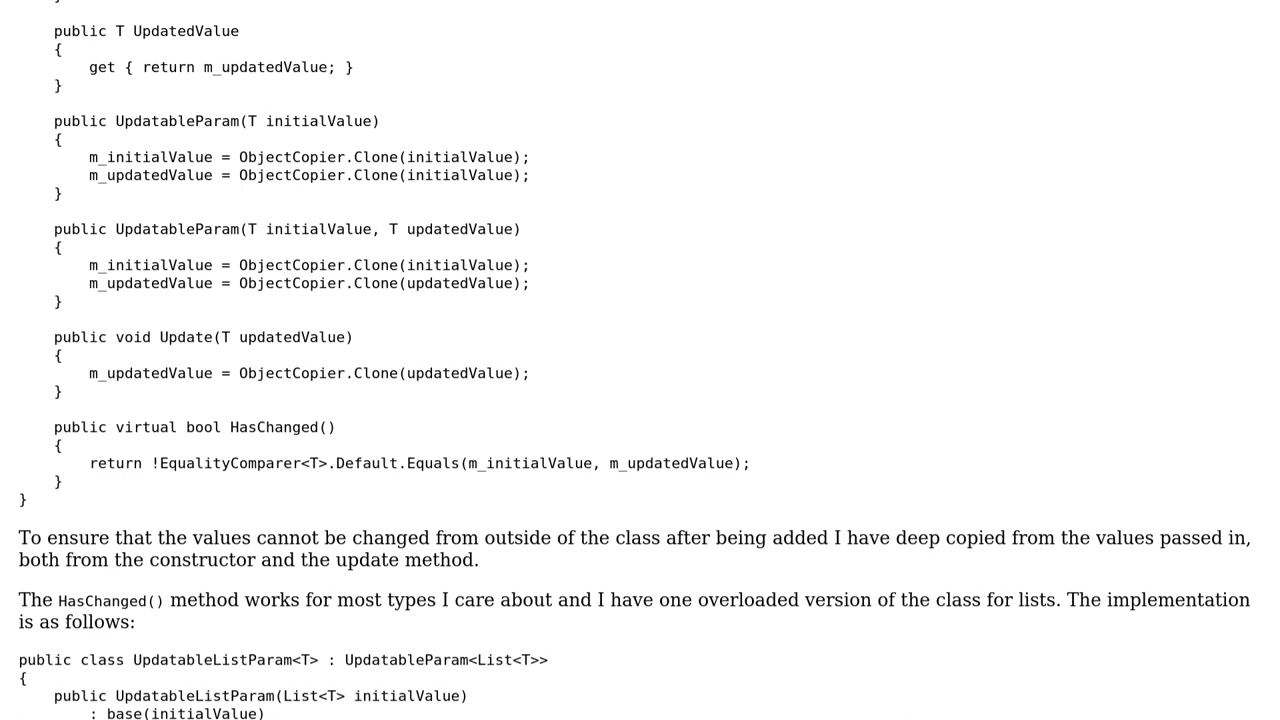 public T UpdatedValue
    {
        get { return m_updatedValue; }
    }

    public UpdatableParam(T initialValue)
    {
        m_initialValue = ObjectCopier.Clone(initialValue);
        m_updatedValue = ObjectCopier.Clone(initialValue);
    }

    public UpdatableParam(T initialValue, T updatedValue)
    {
        m_initialValue = ObjectCopier.Clone(initialValue);
        m_updatedValue = ObjectCopier.Clone(updatedValue);
    }

    public void Update(T updatedValue)
    {
        m_updatedValue = ObjectCopier.Clone(updatedValue);
    }

    public virtual bool HasChanged()
    {
        return !EqualityComparer<T>.Default.Equals(m_initialValue, m_updatedValue);
    }
}
To ensure that the values cannot be changed from outside of the class after being added I have deep copied from the values passed in,
both from the constructor and the update method.
The HasChanged() method works for most types I care about and I have one overloaded version of the class for lists. The implementation
is as follows:
public class UpdatableListParam<T> : UpdatableParam<List<T>>
{
    public UpdatableListParam(List<T> initialValue)
        : base(initialValue)